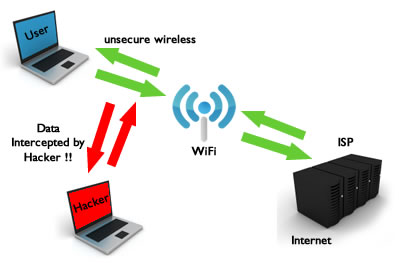 User
unsecure wireless
Data
Intercepted by
Hacker !!
WiFi
ISP
Hacker
Internet